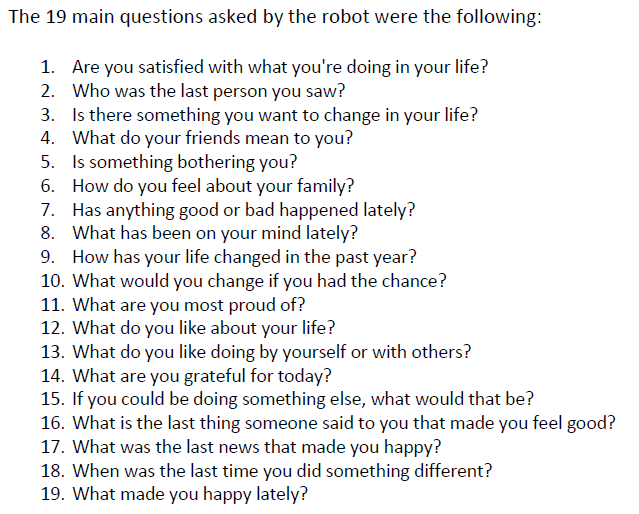 The 19 main questions asked by the robot were the following:
1. Are you satisfied with what you're doing in your life?
2. Who was the last person you saw?
3. Is there something you want to change in your life?
4. What do your friends mean to you?
5. Is something bothering you?
6. How do you feel about your family?
7. Has anything good or bad happened lately?
8. What has been on your mind lately?
9. How has your life changed in the past year?
10. What would you change if you had the chance?
11. What are you most proud of?
12. What do you like about your life?
13. What do you like doing by yourself or with others?
14. What are you grateful for today?
15. If you could be doing something else, what would that be?
16. What is the last thing someone said to you that made you feel good?
17. What was the last news that made you happy?
18. When was the last time you did something different?
19. What made you happy lately?